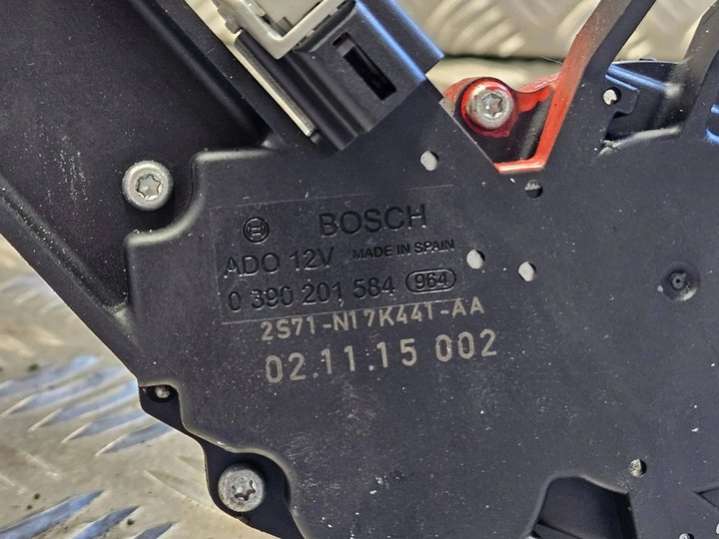 BOSCH
ADO 12V MADE IN SPAIN
0 390 201 584 964
2S71-N17K441-AA
02.11.15 002